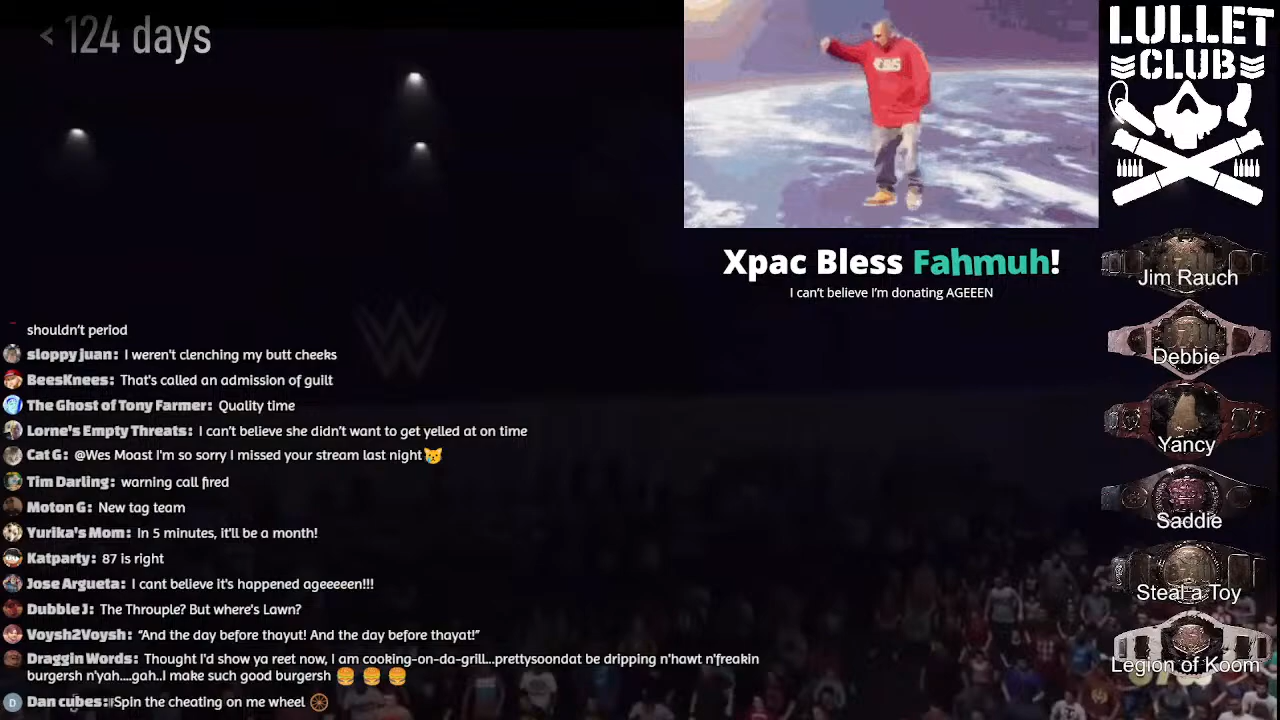 < 124 days
LULLET
CLUB
Xpac Bless Fahmuh!
I can't believe I'm donating AGEEEN
Jim Rauch
Debbie
Yancy
Saddie
Steal a Toy
Legion of Koom
W
shouldn't period
sloppy juan: I weren't clenching my butt cheeks
BeesKnees: That's called an admission of guilt
The Ghost of Tony Farmer: Quality time
Lorne's Empty Threats: I can't believe she didn't want to get yelled at on time
Cat G: @Wes Moast I'm so sorry I missed your stream last night😿
Tim Darling: warning call fired
Moton G: New tag team
Yurika's Mom: In 5 minutes, it'll be a month!
Katparty: 87 is right
Jose Argueta: I cant believe it's happened ageeeeen!!!
Dubble J: The Throuple? But where's Lawn?
Voysh2Voysh: “And the day before thayut! And the day before thayat!”
Draggin Words: Thought I'd show ya reet now, I am cooking-on-da-grill...prettysoondat be dripping n'hawt n'freakin
burgersh n'yah....gah..I make such good burgersh 🍔 🍔 🍔
D Dan cubes: Spin the cheating on me wheel